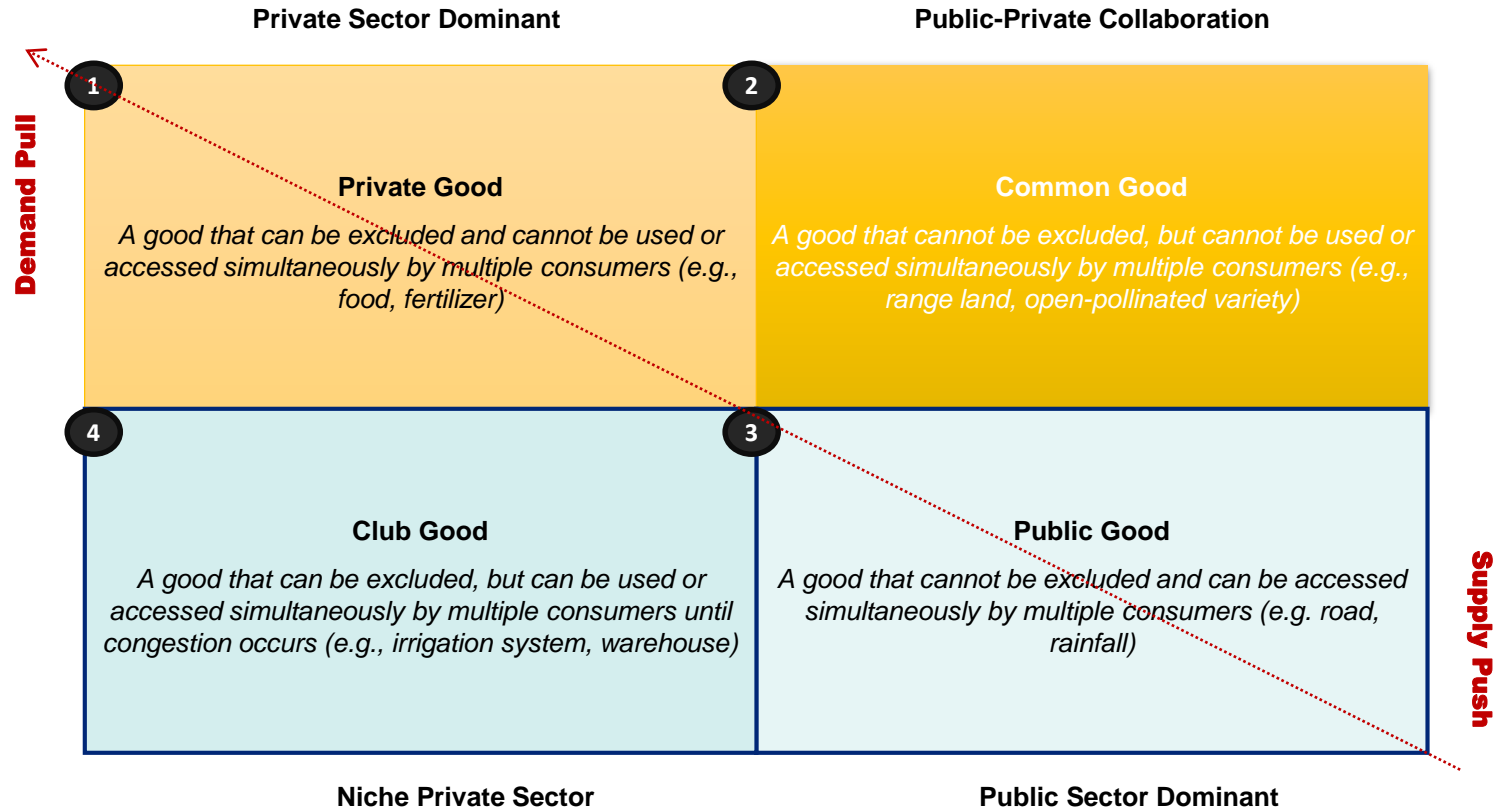 Private Sector Dominant
Public-Private Collaboration
Demand Pull
1
Private Good
A good that can be excluded and cannot be used or
accessed simultaneously by multiple consumers (e.g.,
food, fertilizer)
2
Common Good
A good that cannot be excluded, but cannot be used or
accessed simultaneously by multiple consumers (e.g.,
range land, open-pollinated variety)
4
Club Good
A good that can be excluded, but can be used or
accessed simultaneously by multiple consumers until
congestion occurs (e.g., irrigation system, warehouse)
3
Public Good
A good that cannot be excluded and can be accessed
simultaneously by multiple consumers (e.g. road,
rainfall)
Supply Push
Niche Private Sector
Public Sector Dominant